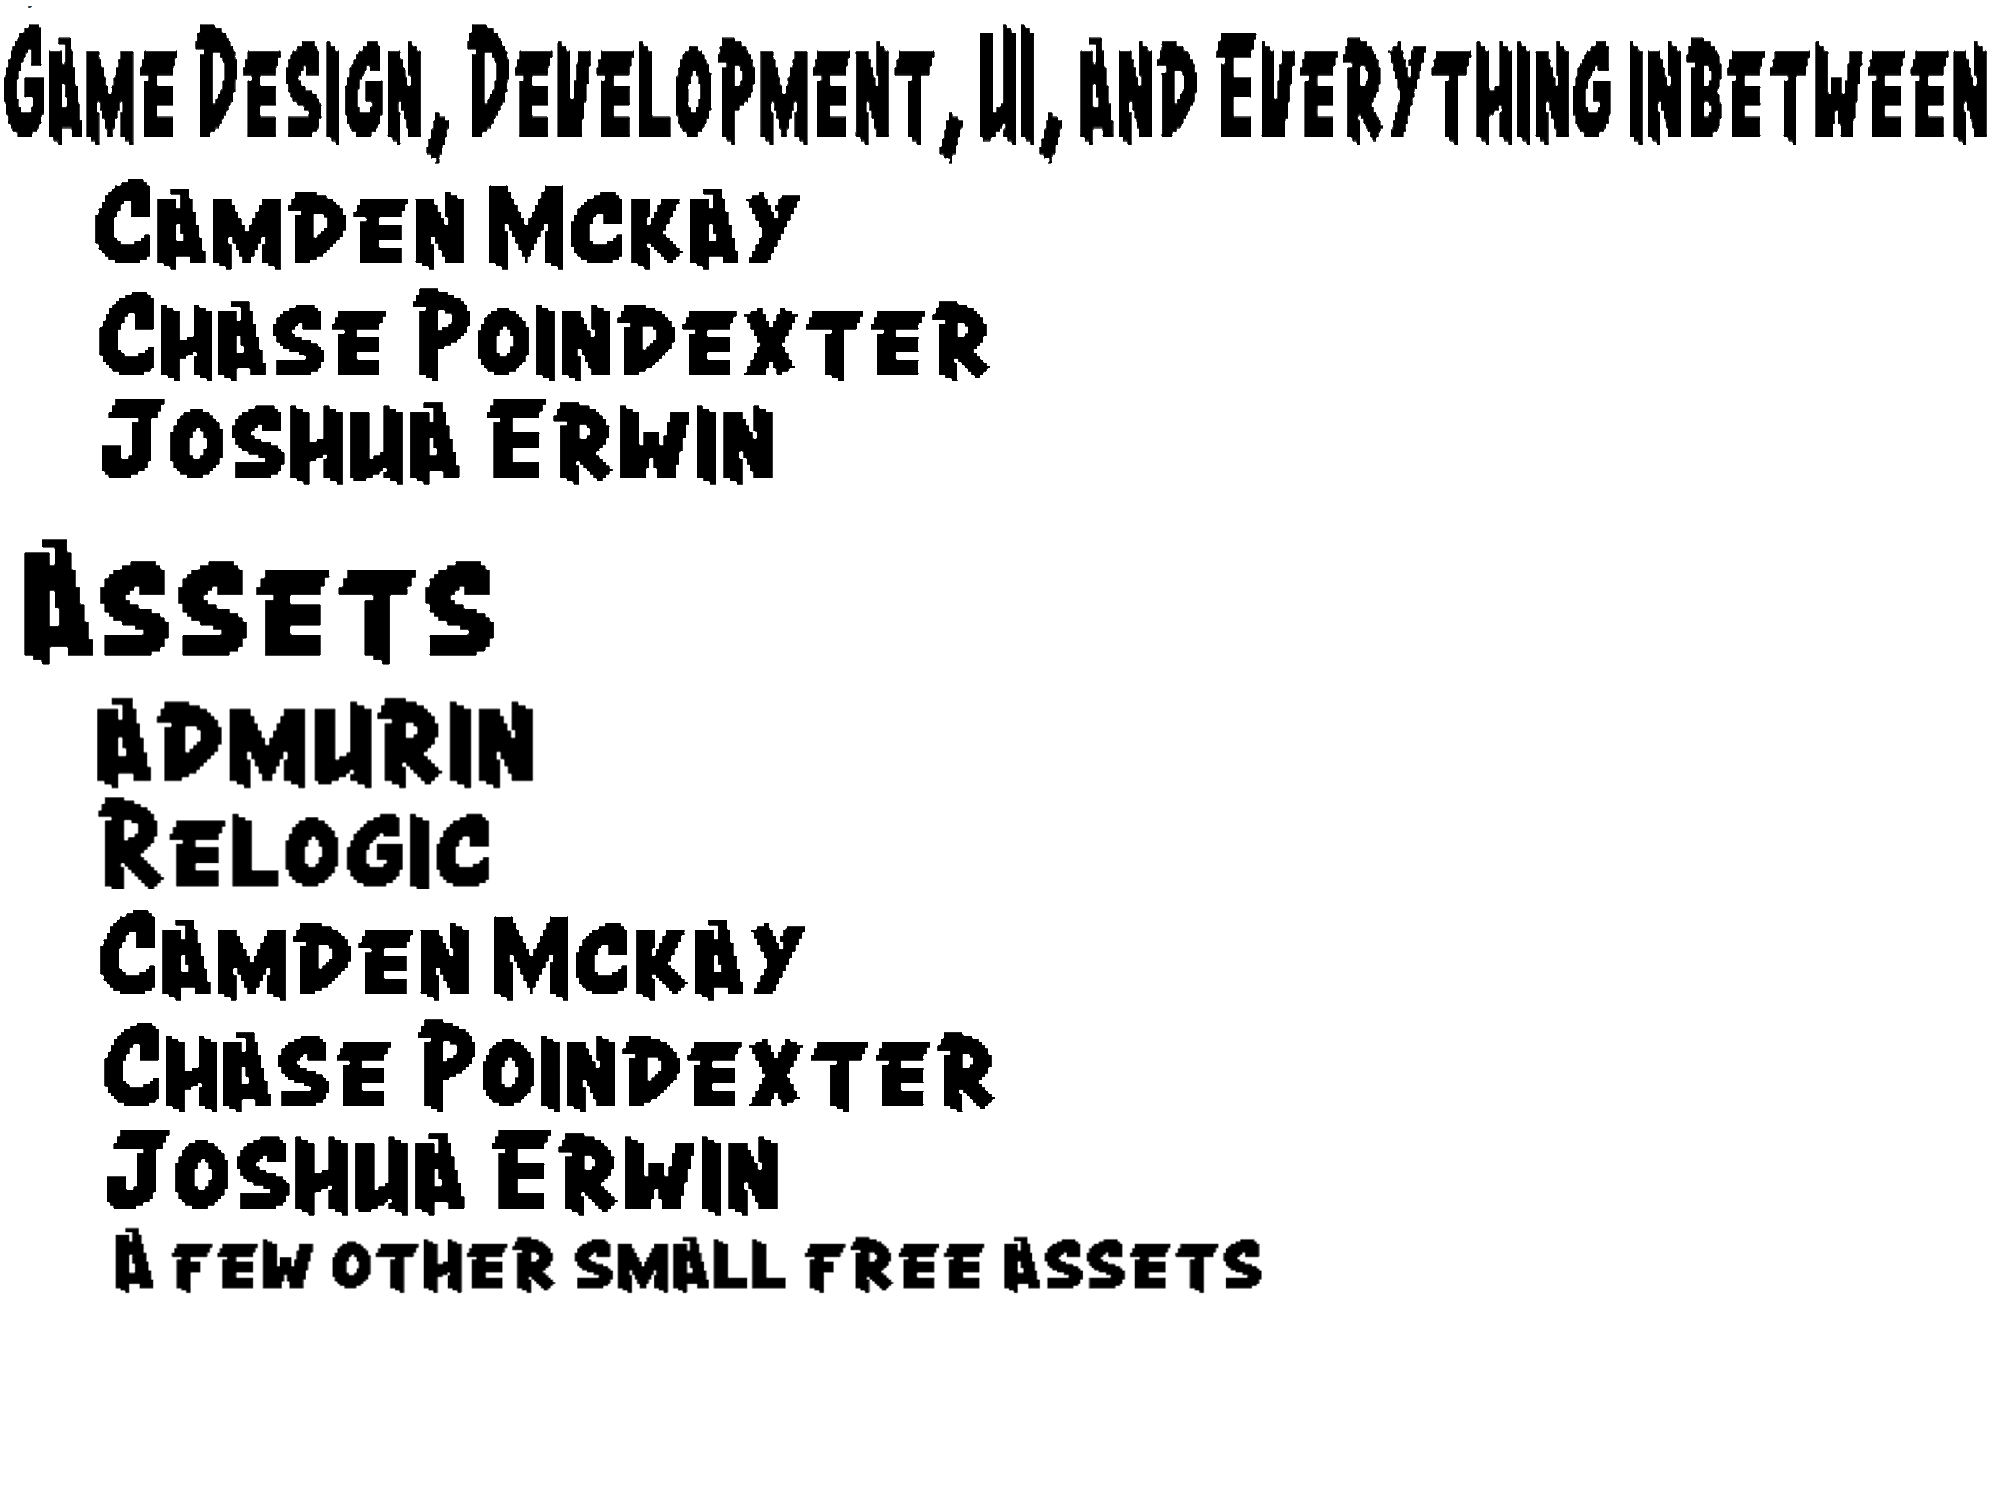 Game Design, Development, UI, and Everything inbetween
Camden Mckay
Chase Poindexter
Joshua Erwin
Assets
Admurin
Relogic
Camden Mckay
Chase Poindexter
Joshua Erwin
A few other small free assets